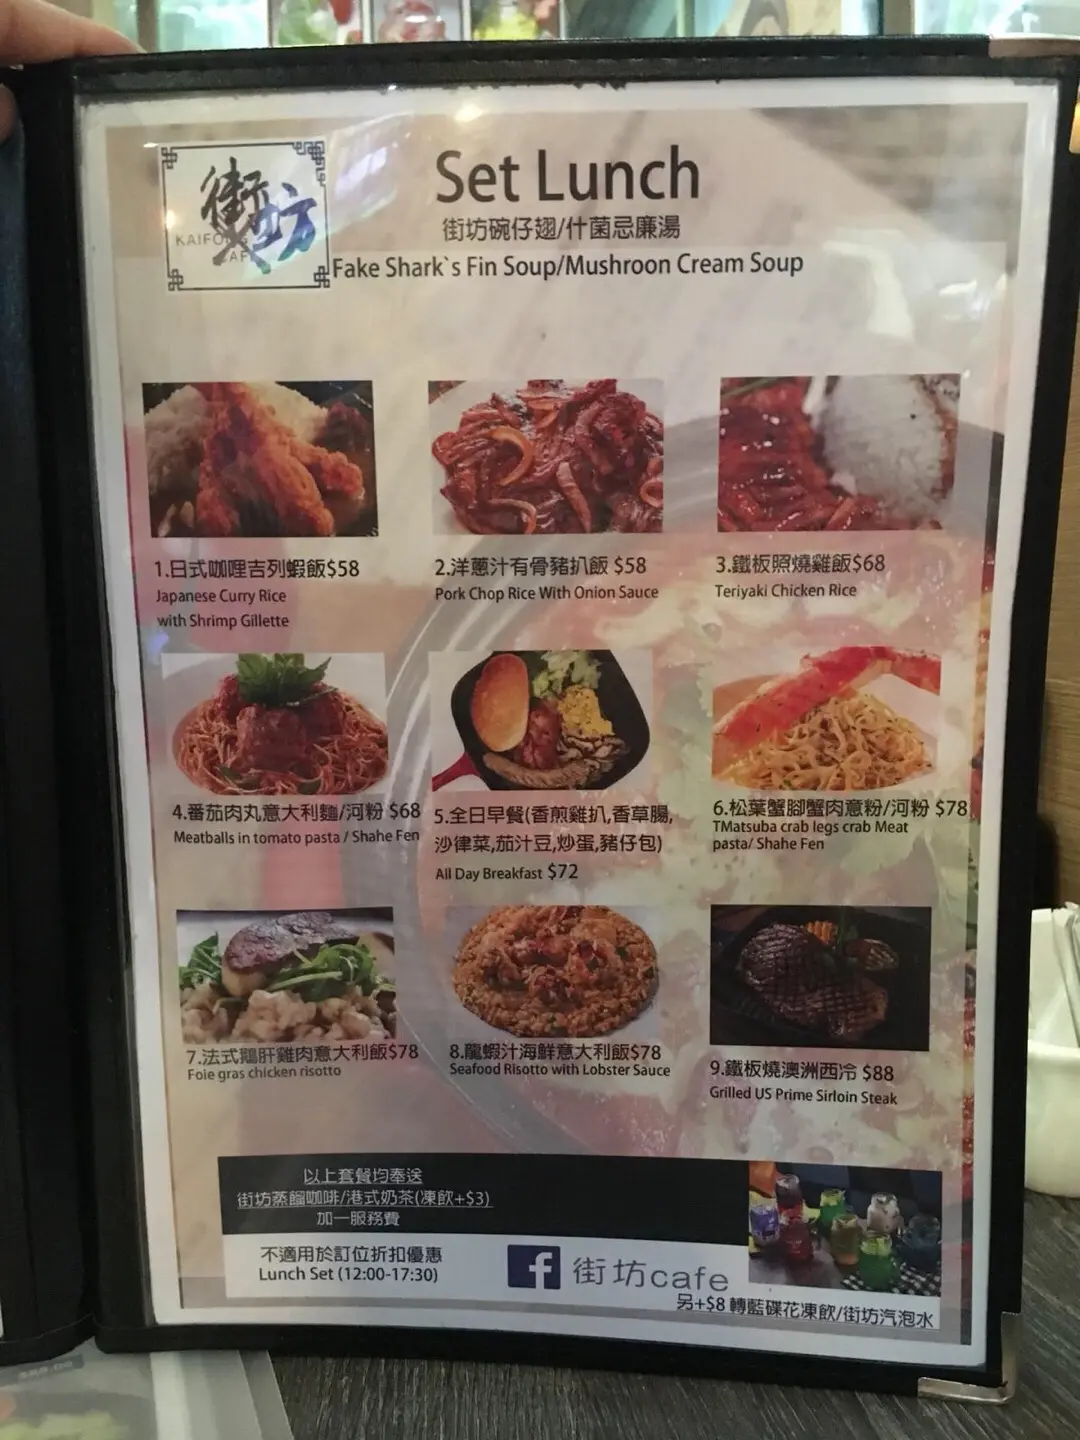 街坊
KAIFONG
CAFE
Set Lunch
街坊碗仔翅/什菌忌廉湯
Fake Shark`s Fin Soup/Mushroon Cream Soup
1.日式咖哩吉列蝦飯$58
Japanese Curry Rice
with Shrimp Gillette
2.洋蔥汁有骨豬扒飯 $58
Pork Chop Rice With Onion Sauce
3.鐵板照燒雞飯$68
Teriyaki Chicken Rice
4.番茄肉丸意大利麵/河粉 $68
Meatballs in tomato pasta / Shahe Fen
5.全日早餐(香煎雞扒,香草腸,
沙律菜,茄汁豆,炒蛋,豬仔包)
All Day Breakfast $72
6.松葉蟹腳蟹肉意粉/河粉 $78
TMatsuba crab legs crab Meat
pasta/ Shahe Fen
7.法式鵝肝雞肉意大利飯$78
Foie gras chicken risotto
8.龍蝦汁海鮮意大利飯$78
Seafood Risotto with Lobster Sauce
9.鐵板燒澳洲西冷 $88
Grilled US Prime Sirloin Steak
以上套餐均奉送
街坊蒸餾咖啡/港式奶茶(凍飲+$3)
加一服務費
不適用於訂位折扣優惠
Lunch Set (12:00-17:30)
f 街坊cafe
另+$8 轉藍碟花凍飲/街坊汽泡水